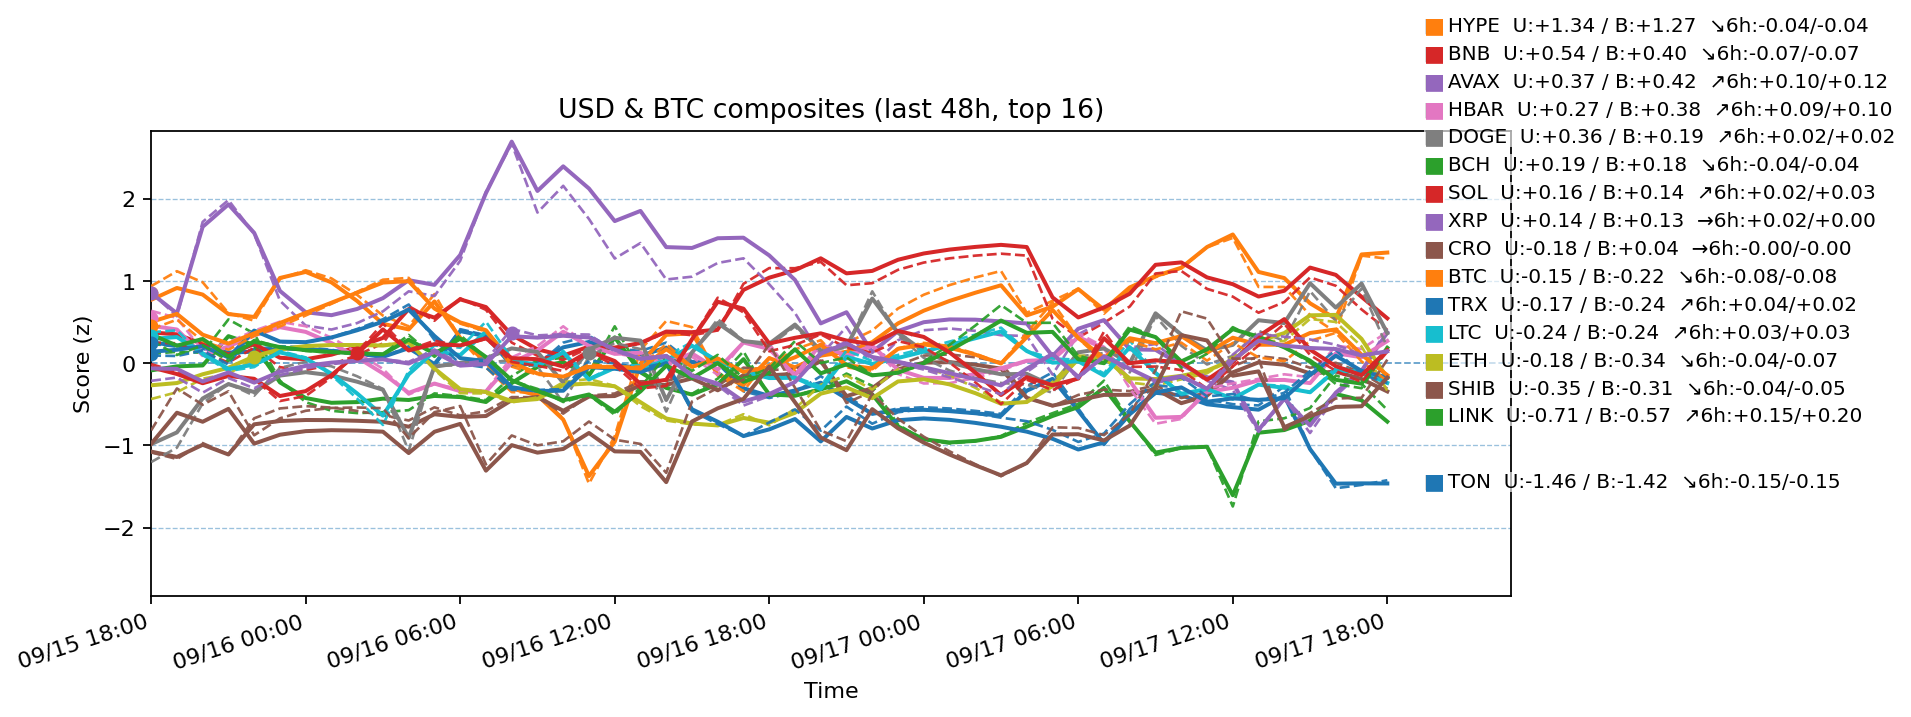 HYPE  U:+1.34 / B:+1.27  ↘6h:-0.04/-0.04
BNB  U:+0.54 / B:+0.40  ↘6h:-0.07/-0.07
AVAX  U:+0.37 / B:+0.42  ↗6h:+0.10/+0.12
HBAR  U:+0.27 / B:+0.38  ↗6h:+0.09/+0.10
DOGE  U:+0.36 / B:+0.19  ↗6h:+0.02/+0.02
BCH  U:+0.19 / B:+0.18  ↘6h:-0.04/-0.04
SOL  U:+0.16 / B:+0.14  ↗6h:+0.02/+0.03
XRP  U:+0.14 / B:+0.13  →6h:+0.02/+0.00
CRO  U:-0.18 / B:+0.04  →6h:-0.00/-0.00
BTC  U:-0.15 / B:-0.22  ↘6h:-0.08/-0.08
TRX  U:-0.17 / B:-0.24  ↗6h:+0.04/+0.02
LTC  U:-0.24 / B:-0.24  ↗6h:+0.03/+0.03
ETH  U:-0.18 / B:-0.34  ↘6h:-0.04/-0.07
SHIB  U:-0.35 / B:-0.31  ↘6h:-0.04/-0.05
LINK  U:-0.71 / B:-0.57  ↗6h:+0.15/+0.20
TON  U:-1.46 / B:-1.42  ↘6h:-0.15/-0.15
USD & BTC composites (last 48h, top 16)
Score (z)
2
1
0
−1
−2
09/15 18:00
09/16 00:00
09/16 06:00
09/16 12:00
09/16 18:00
09/17 00:00
09/17 06:00
09/17 12:00
09/17 18:00
Time